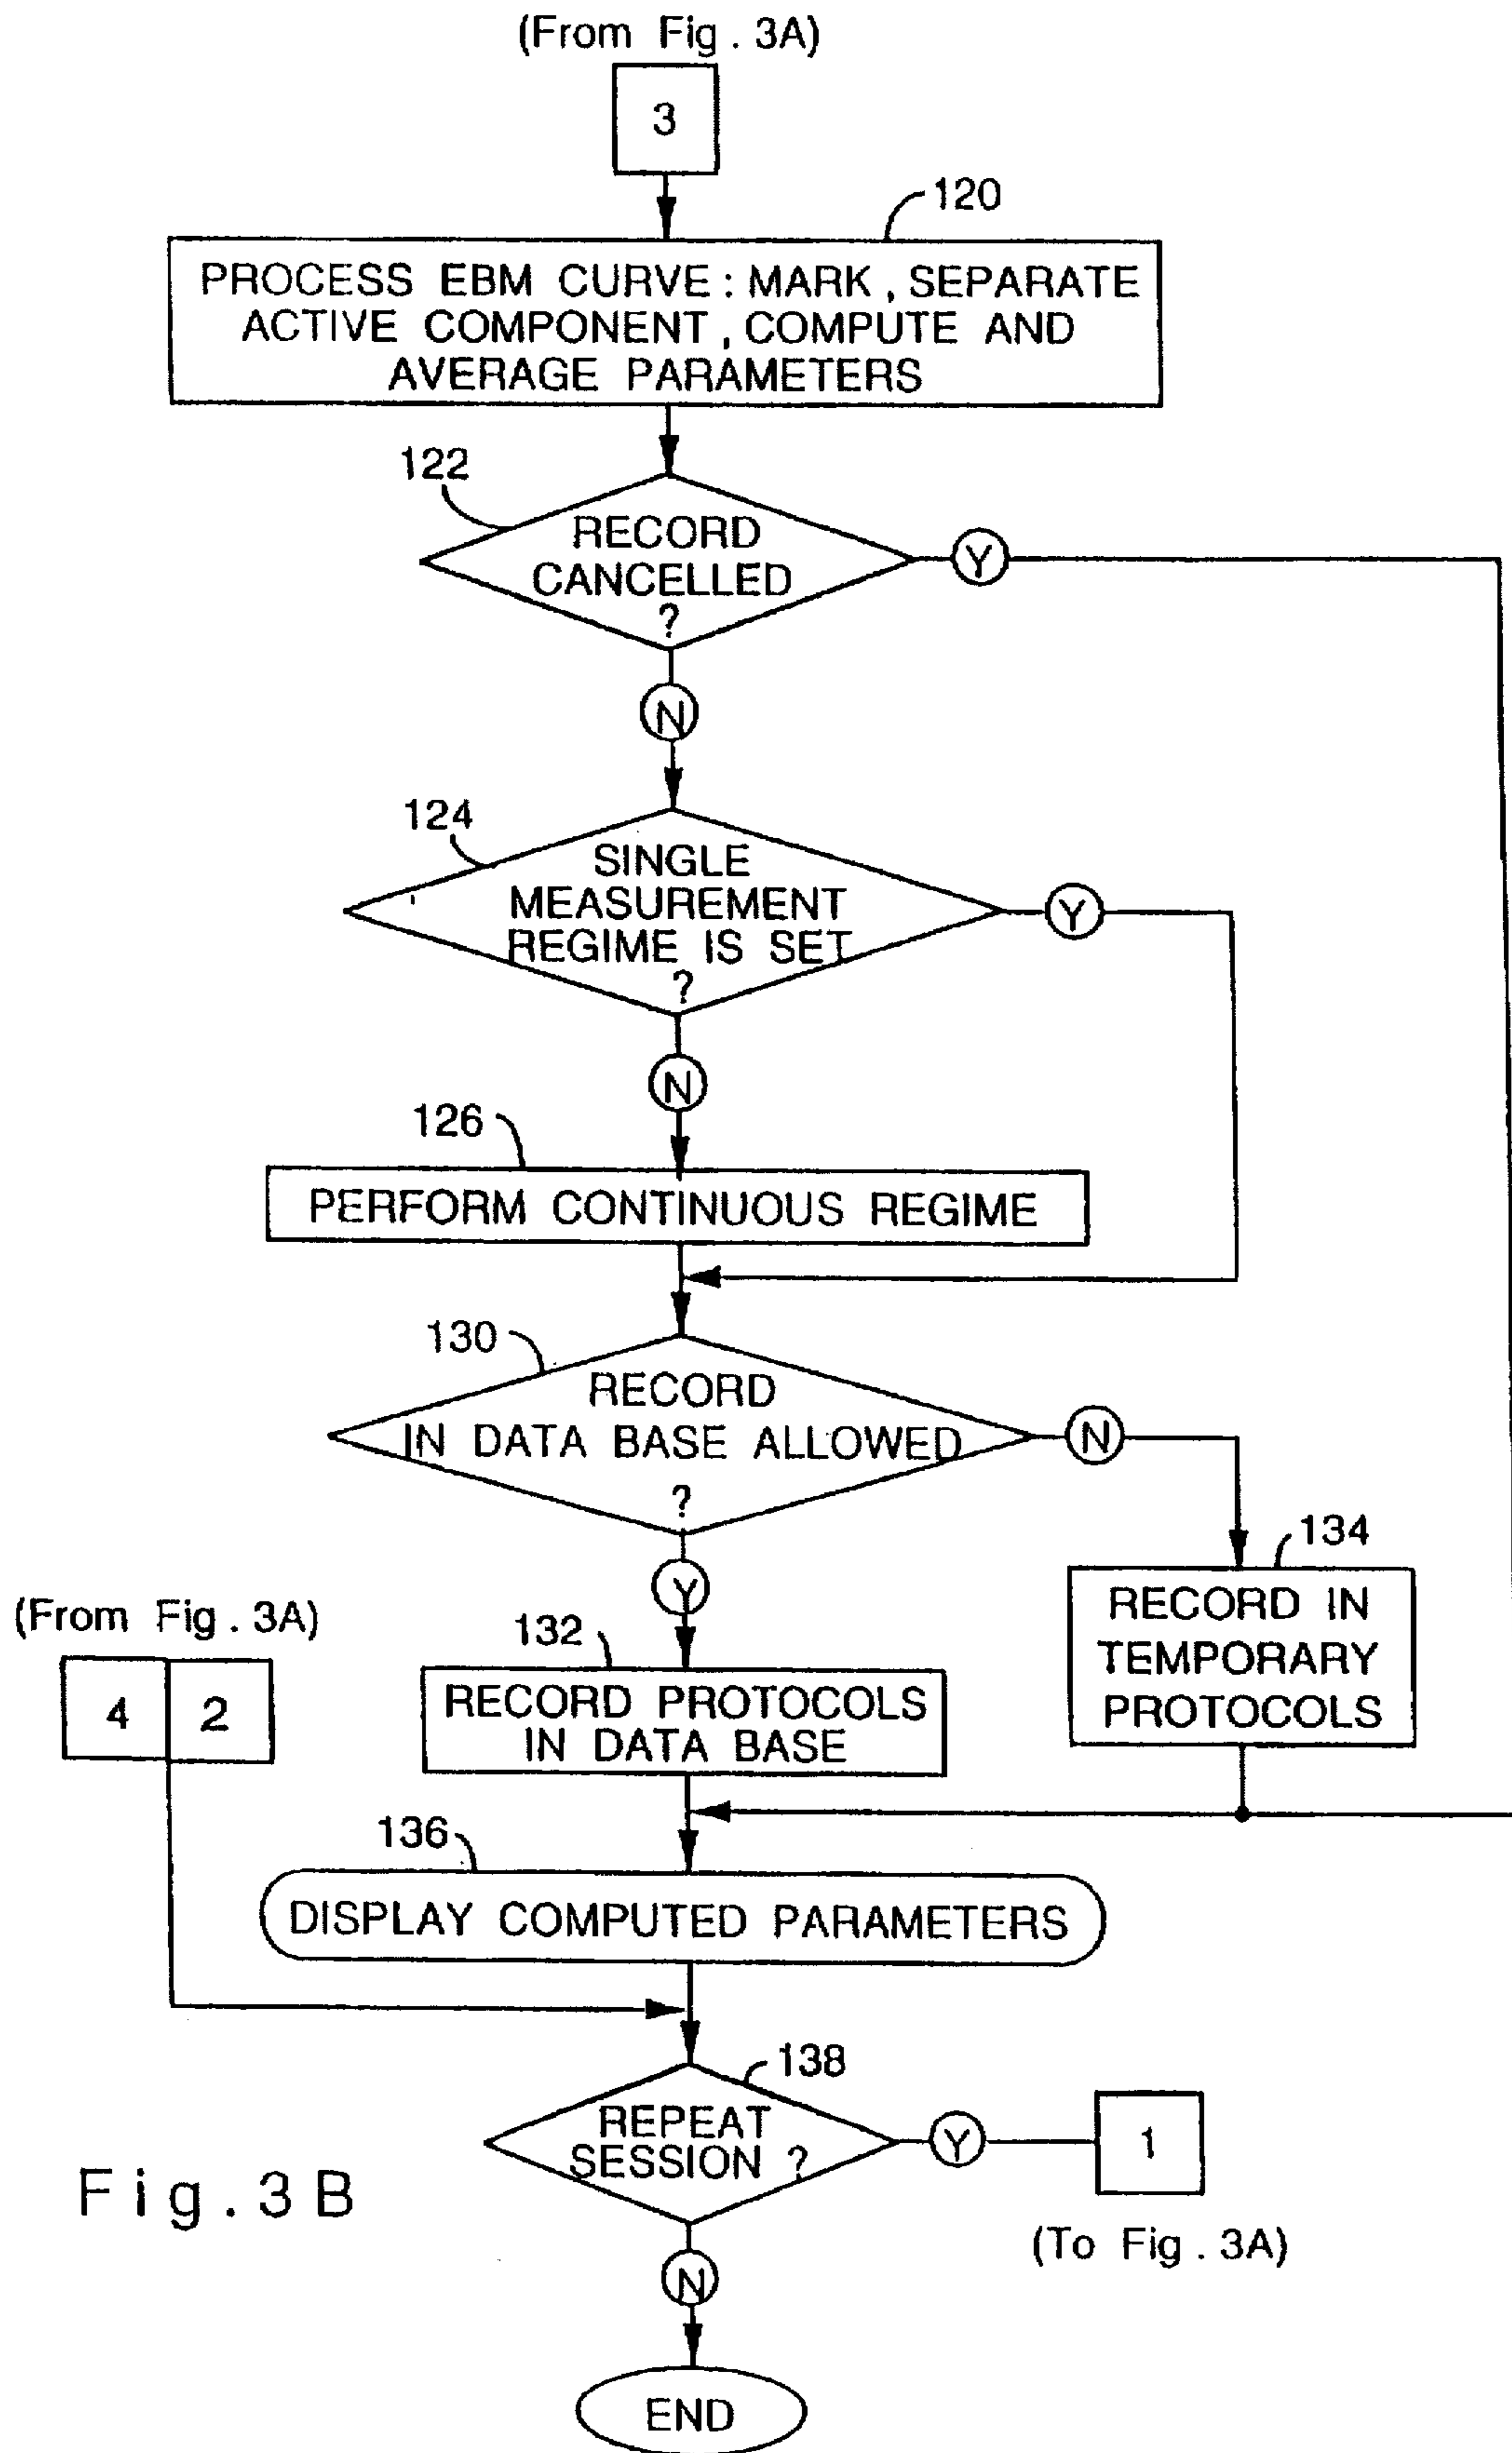 (From Fig. 3A)
3
120
PROCESS EBM CURVE: MARK, SEPARATE
ACTIVE COMPONENT, COMPUTE AND
AVERAGE PARAMETERS
122
RECORD
CANCELLED
?
Y
N
124
SINGLE
MEASUREMENT
REGIME IS SET
?
Y
N
126
PERFORM CONTINUOUS REGIME
130
RECORD
IN DATA BASE ALLOWED
?
N
Y
134
RECORD IN
TEMPORARY
PROTOCOLS
(From Fig. 3A)
4 2
132
RECORD PROTOCOLS
IN DATA BASE
136
DISPLAY COMPUTED PARAMETERS
138
REPEAT
SESSION ?
Y
1
(To Fig. 3A)
Fig. 3B
N
END